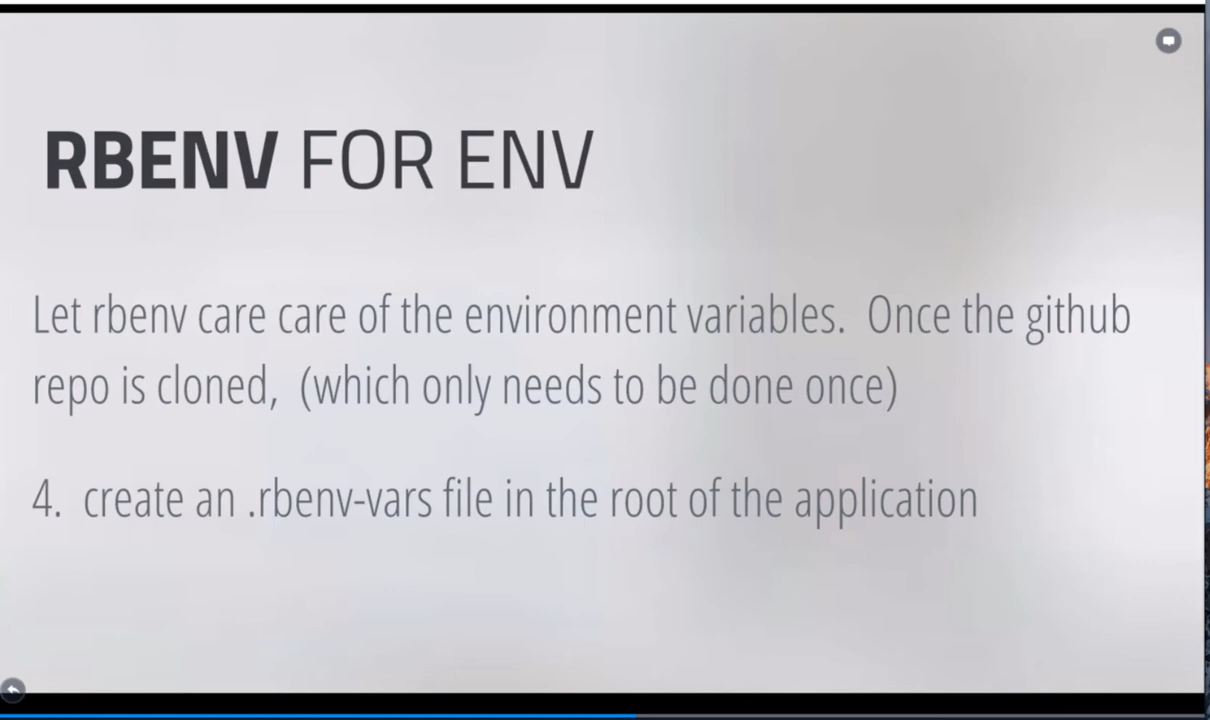 RBENV FOR ENV
Let rbenv care care of the environment variables. Once the github
repo is cloned, (which only needs to be done once)
4. create an .rbenv-vars file in the root of the application